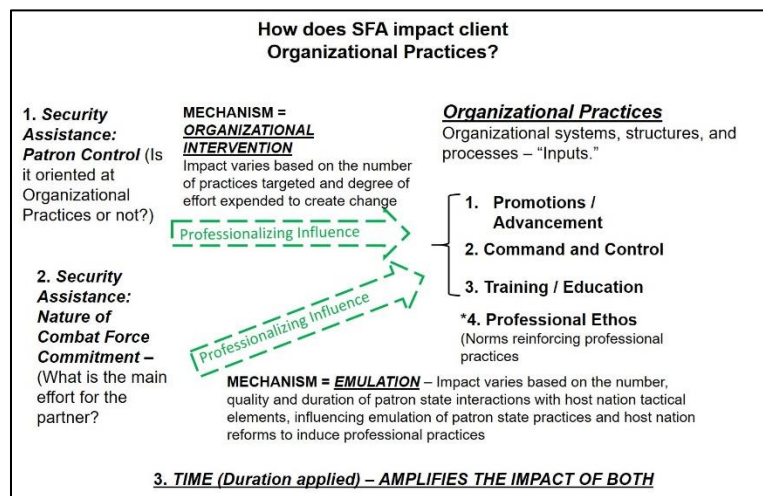 How does SFA impact client
Organizational Practices?
1. Security
Assistance:
Patron Control (Is
it oriented at
Organizational
Practices or not?)
MECHANISM =
ORGANIZATIONAL
INTERVENTION
Impact varies based on the number
of practices targeted and degree of
effort expended to create change
Professionalizing Influence
Organizational Practices
Organizational systems, structures, and
processes – “Inputs.”
1. Promotions /
Advancement
2. Command and Control
3. Training / Education
*4. Professional Ethos
(Norms reinforcing professional
practices
2. Security
Assistance:
Nature of
Combat Force
Commitment –
(What is the main
effort for the
partner?
Professionalizing Influence
MECHANISM = EMULATION – Impact varies based on the number,
quality and duration of patron state interactions with host nation tactical
elements, influencing emulation of patron state practices and host nation
reforms to induce professional practices
3. TIME (Duration applied) – AMPLIFIES THE IMPACT OF BOTH